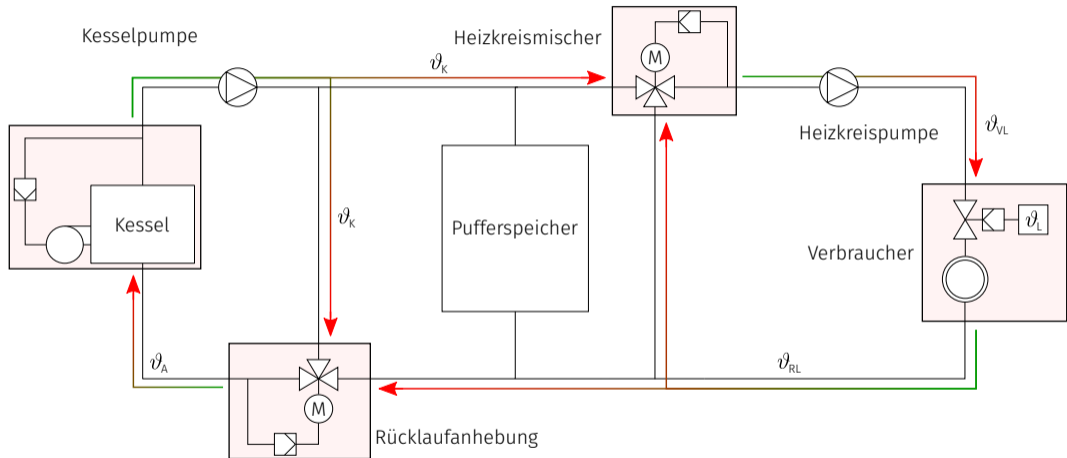 Kesselpumpe
Heizkreismischer
M
ϑK
Heizkreispumpe
ϑVL
Kessel
ϑK
Pufferspeicher
ϑL
Verbraucher
ϑA
ϑRL
M
Rücklaufanhebung